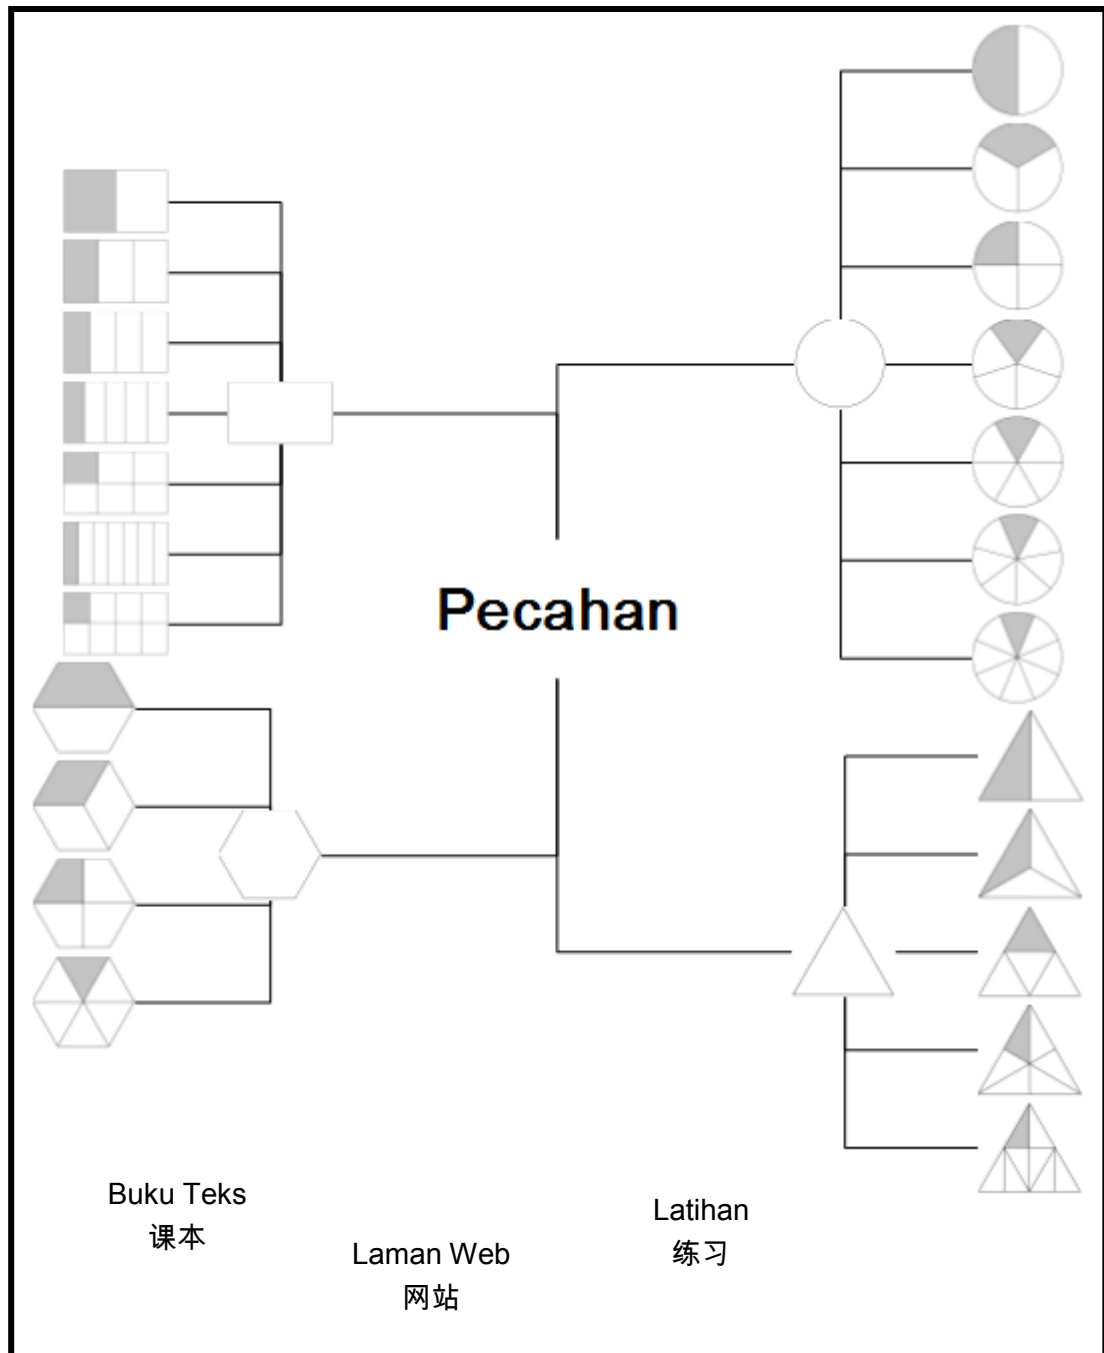 Pecahan
Buku Teks
课本
Laman Web
网站
Latihan
练习